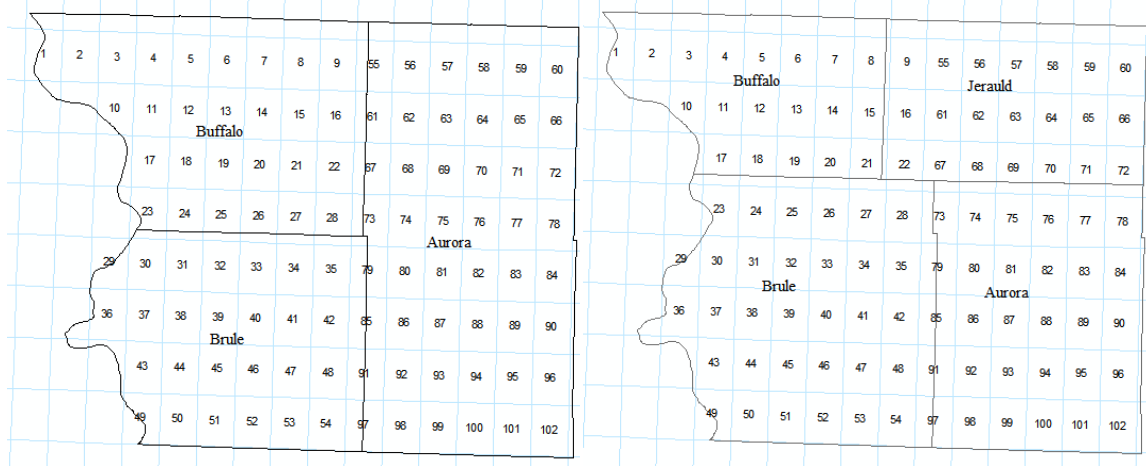 1 2 3 4 5 6 7 8 9 55 56 57 58 59 60
10 11 12 13 14 15 16 61 62 63 64 65 66
Buffalo
17 18 19 20 21 22 67 68 69 70 71 72
23 24 25 26 27 28 73 74 75 76 77 78
Aurora
29 30 31 32 33 34 35 79 80 81 82 83 84
36 37 38 39 40 41 42 85 86 87 88 89 90
Brule
43 44 45 46 47 48 91 92 93 94 95 96
49 50 51 52 53 54 97 98 99 100 101 102
1 2 3 4 5 6 7 8 9 55 56 57 58 59 60
Buffalo Jerauld
10 11 12 13 14 15 16 61 62 63 64 65 66
17 18 19 20 21 22 67 68 69 70 71 72
23 24 25 26 27 28 73 74 75 76 77 78
29 30 31 32 33 34 35 79 80 81 82 83 84
Brule Aurora
36 37 38 39 40 41 42 85 86 87 88 89 90
43 44 45 46 47 48 91 92 93 94 95 96
49 50 51 52 53 54 97 98 99 100 101 102